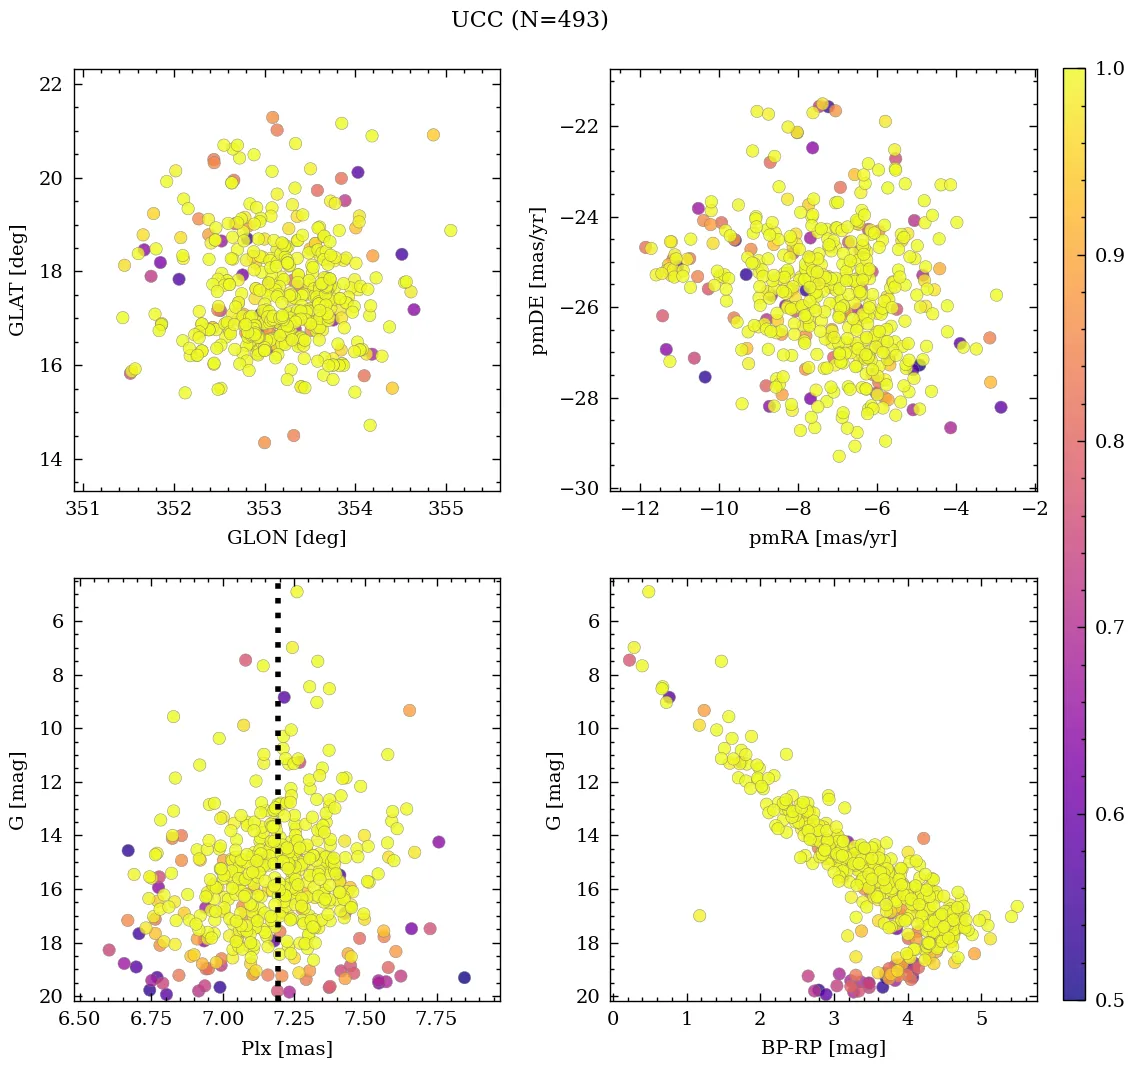 UCC (N=493)
22
20
18
16
14
GLAT [deg]
351 352 353 354 355
GLON [deg]
−22
−24
−26
−28
−30
pmDE [mas/yr]
−12 −10 −8 −6 −4 −2
pmRA [mas/yr]
6
8
10
12
14
16
18
20
G [mag]
6.50 6.75 7.00 7.25 7.50 7.75
Plx [mas]
6
8
10
12
14
16
18
20
G [mag]
0 1 2 3 4 5
BP-RP [mag]
1.0
0.9
0.8
0.7
0.6
0.5